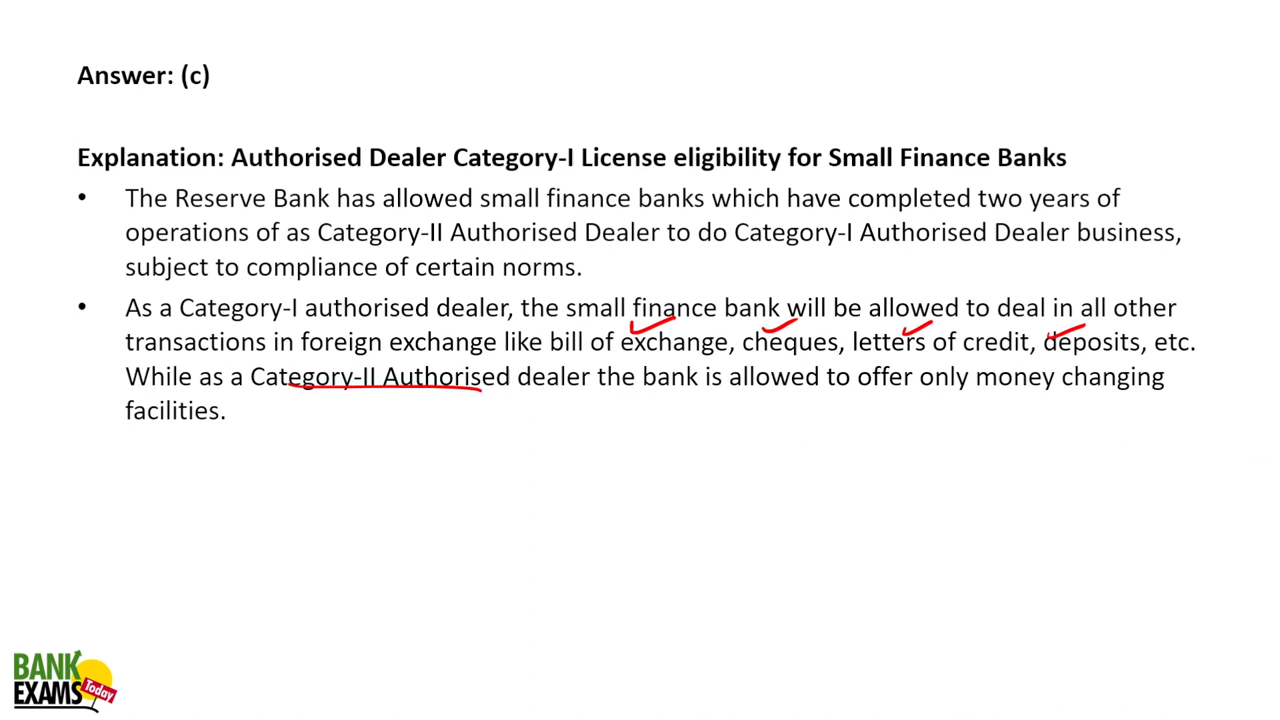 Answer: (c)
Explanation: Authorised Dealer Category-I License eligibility for Small Finance Banks
• The Reserve Bank has allowed small finance banks which have completed two years of
operations of as Category-II Authorised Dealer to do Category-I Authorised Dealer business,
subject to compliance of certain norms.
• As a Category-I authorised dealer, the small finance bank will be allowed to deal in all other
transactions in foreign exchange like bill of exchange, cheques, letters of credit, deposits, etc.
While as a Category-II Authorised dealer the bank is allowed to offer only money changing
facilities.
BANK
EXAMS Today